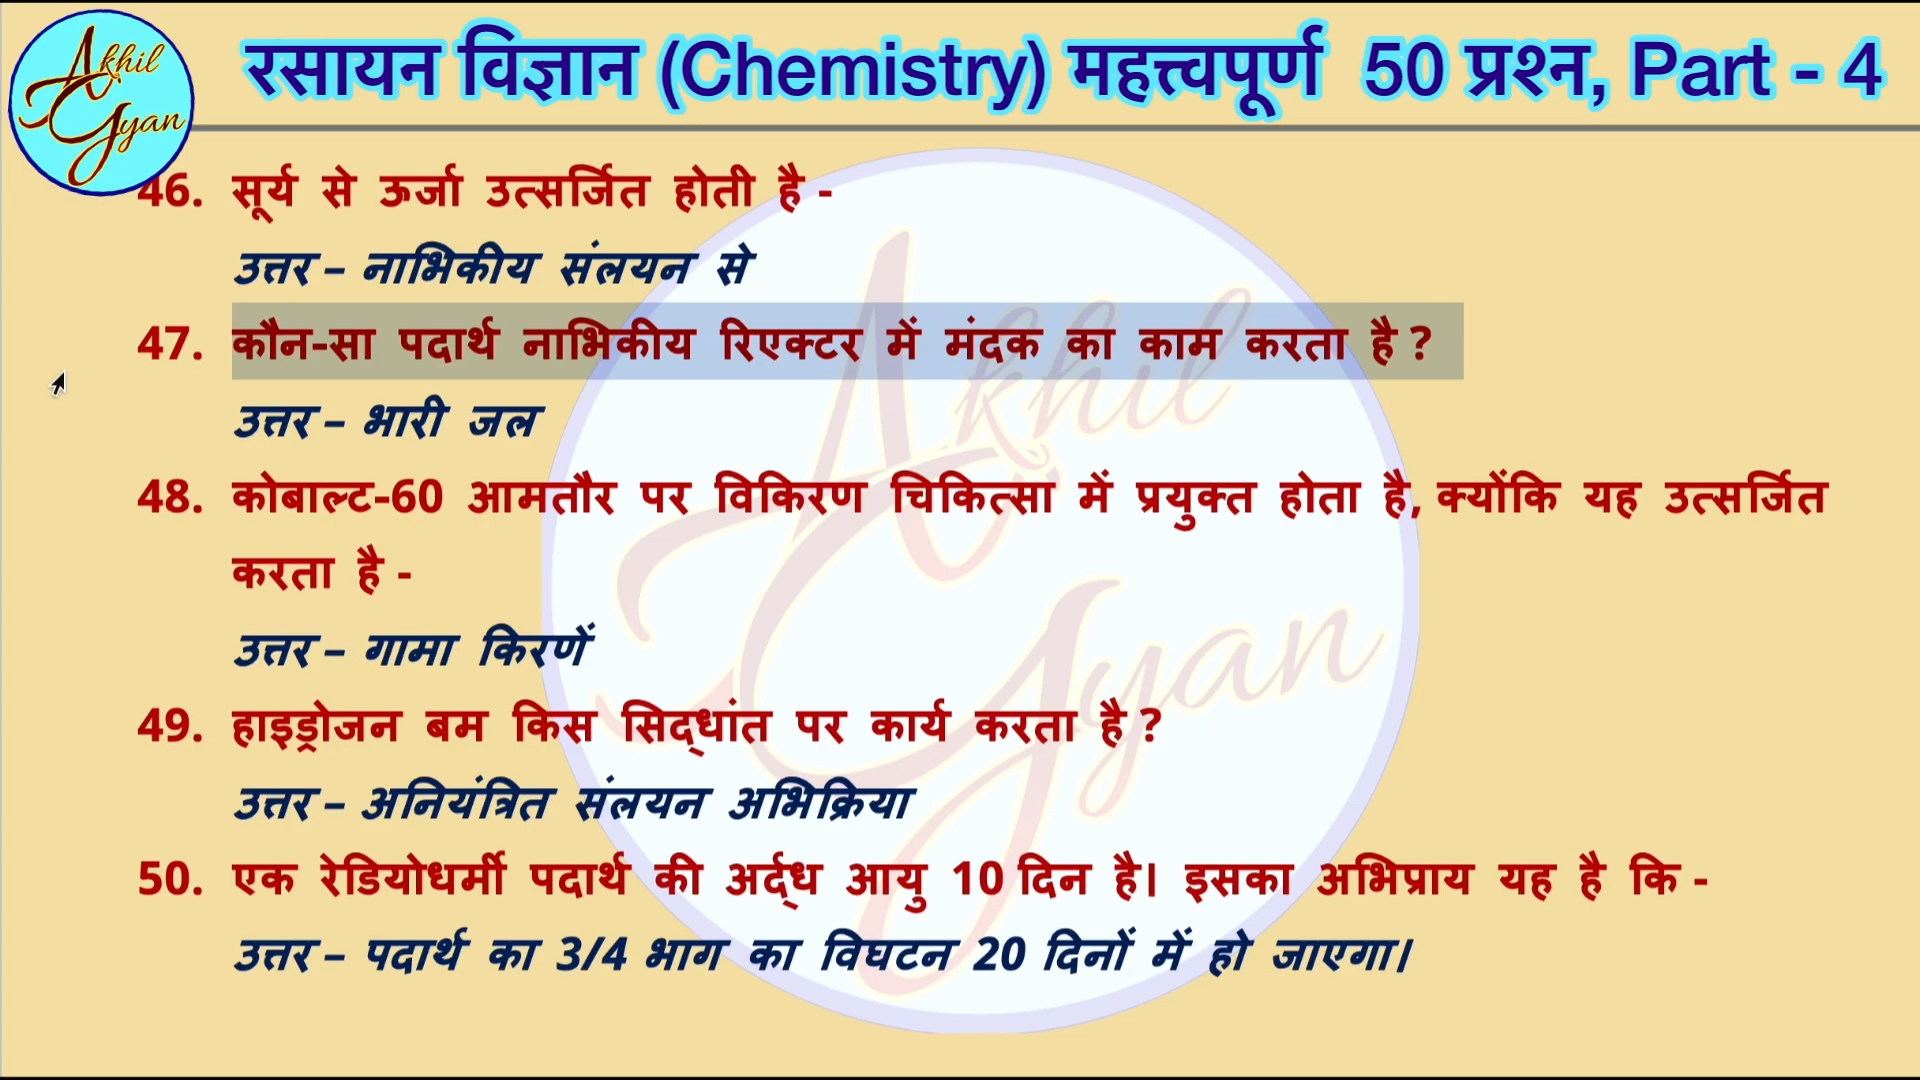 Akhil Gyan
रसायन विज्ञान (Chemistry) महत्त्वपूर्ण 50 प्रश्न, Part - 4
46. सूर्य से ऊर्जा उत्सर्जित होती है -
उत्तर – नाभिकीय संलयन से
47. कौन-सा पदार्थ नाभिकीय रिएक्टर में मंदक का काम करता है ?
उत्तर – भारी जल
48. कोबाल्ट-60 आमतौर पर विकिरण चिकित्सा में प्रयुक्त होता है, क्योंकि यह उत्सर्जित
करता है -
उत्तर – गामा किरणें
49. हाइड्रोजन बम किस सिद्धांत पर कार्य करता है ?
उत्तर – अनियंत्रित संलयन अभिक्रिया
50. एक रेडियोधर्मी पदार्थ की अर्द्ध आयु 10 दिन है। इसका अभिप्राय यह है कि -
उत्तर – पदार्थ का 3/4 भाग का विघटन 20 दिनों में हो जाएगा।
Akhil Gyan